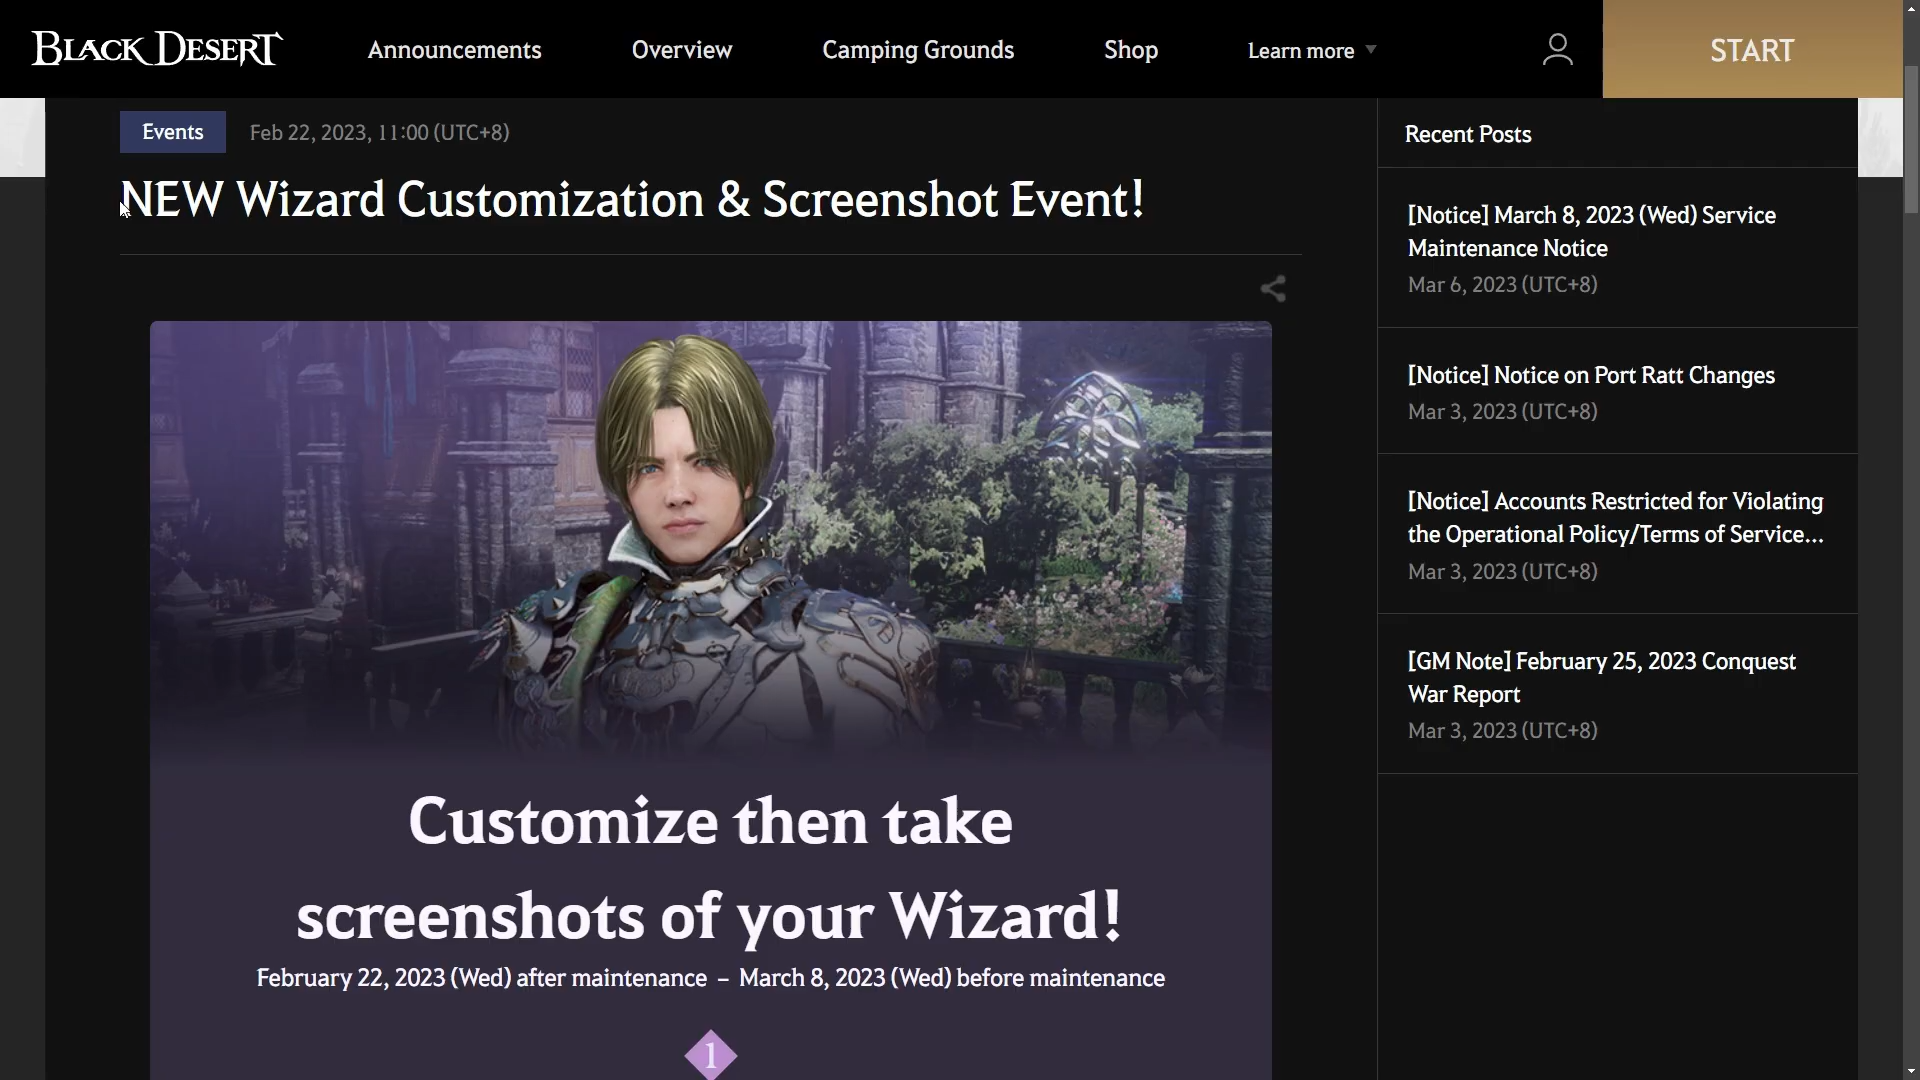 BLACK DESERT
Announcements
Overview
Camping Grounds
Shop
Learn more
START
Events
Feb 22, 2023, 11:00 (UTC+8)
NEW Wizard Customization & Screenshot Event!
Customize then take
screenshots of your Wizard!
February 22, 2023 (Wed) after maintenance – March 8, 2023 (Wed) before maintenance
1
Recent Posts
[Notice] March 8, 2023 (Wed) Service
Maintenance Notice
Mar 6, 2023 (UTC+8)
[Notice] Notice on Port Ratt Changes
Mar 3, 2023 (UTC+8)
[Notice] Accounts Restricted for Violating
the Operational Policy/Terms of Service...
Mar 3, 2023 (UTC+8)
[GM Note] February 25, 2023 Conquest
War Report
Mar 3, 2023 (UTC+8)